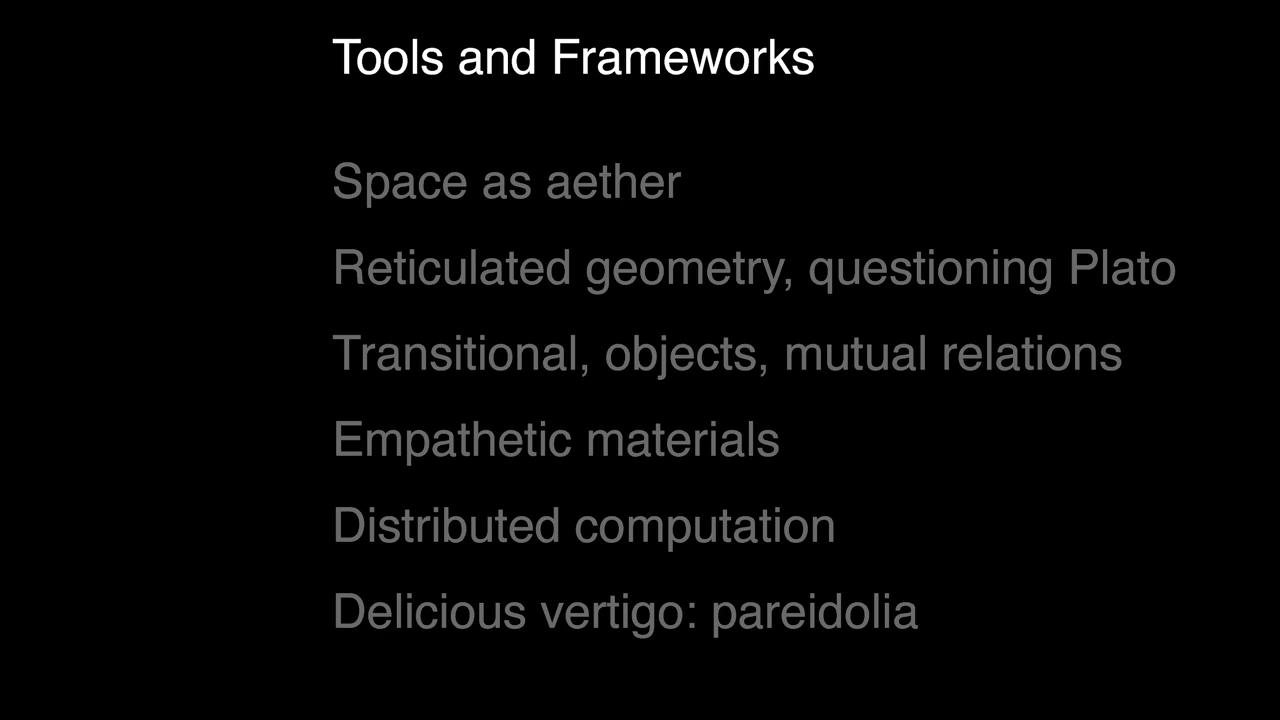 Tools and Frameworks
Space as aether
Reticulated geometry, questioning Plato
Transitional, objects, mutual relations
Empathetic materials
Distributed computation
Delicious vertigo: pareidolia